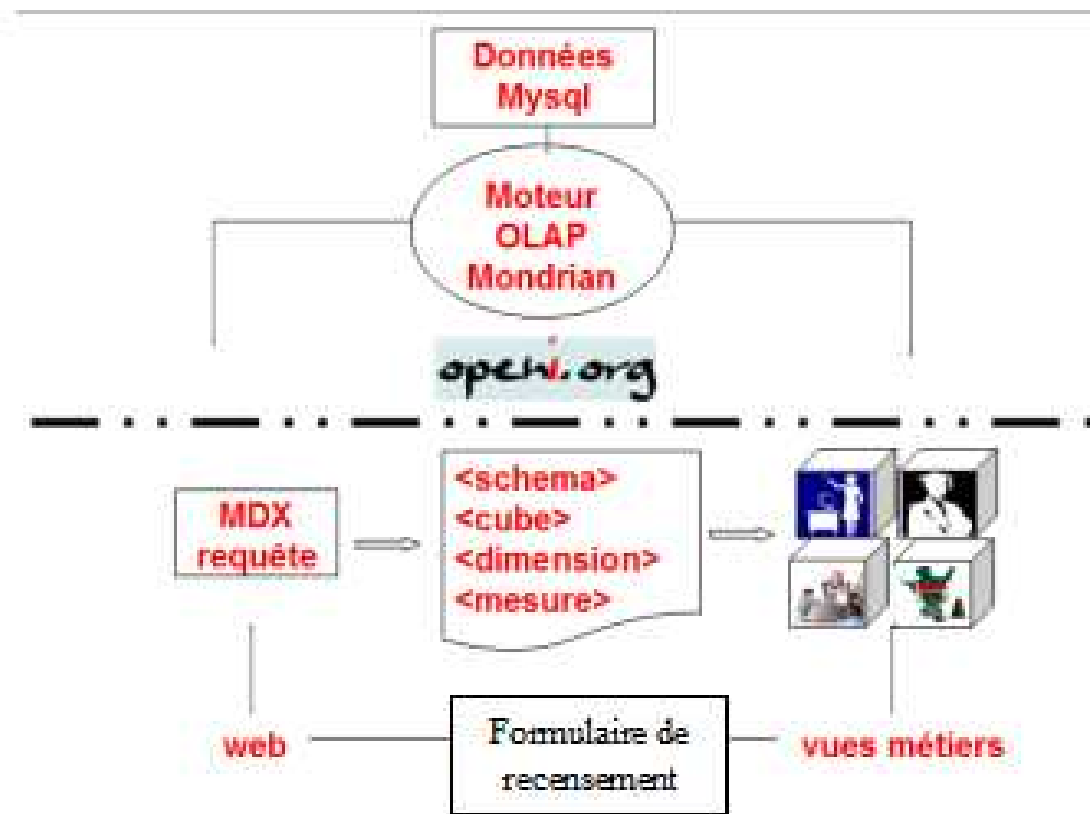 Données
Mysql
Moteur
OLAP
Mondrian
openi.org
MDX
requête
<schema>
<cube>
<dimension>
<mesure>
web
Formulaire de
recensement
vues métiers